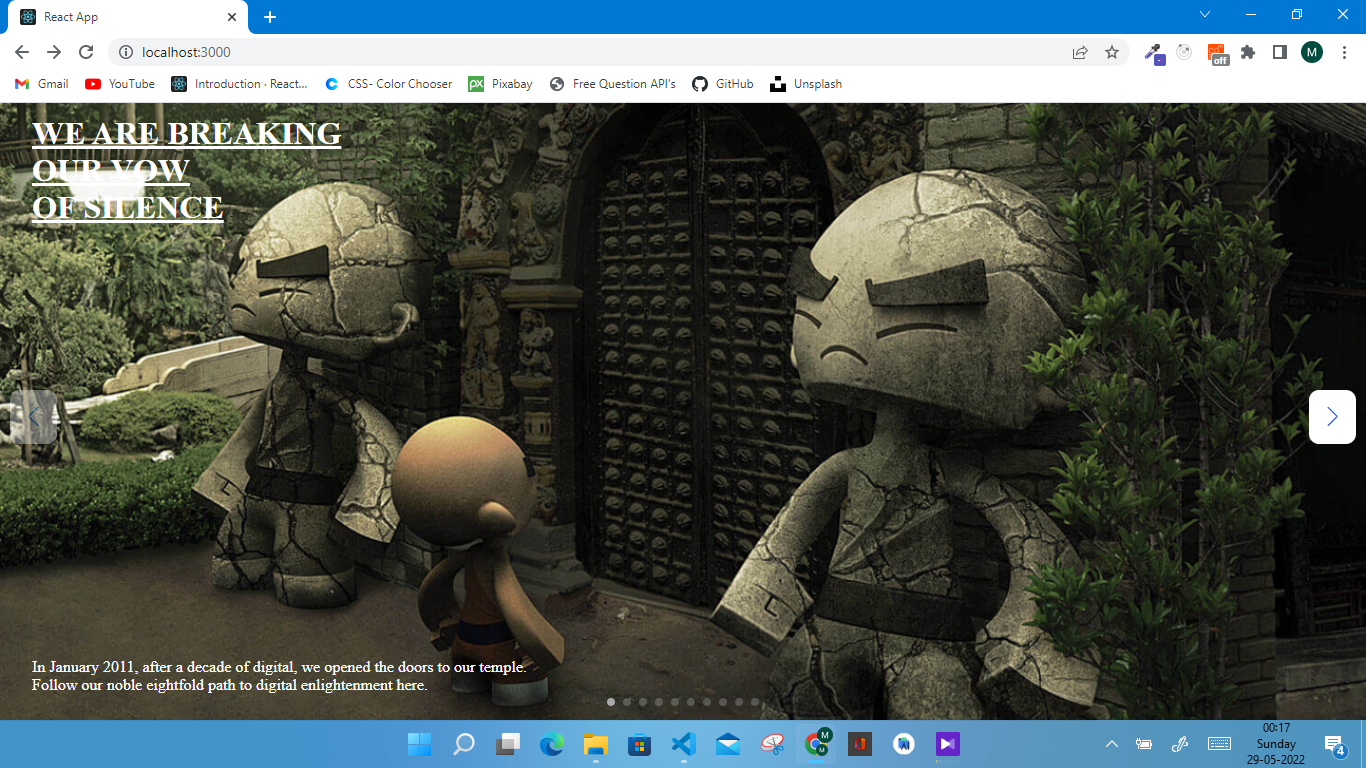 React App
localhost:3000
M
off
Gmail
YouTube
Introduction · React...
CSS- Color Chooser
Pixabay
Free Question API's
GitHub
Unsplash
WE ARE BREAKING
OUR VOW
OF SILENCE
In January 2011, after a decade of digital, we opened the doors to our temple.
Follow our noble eightfold path to digital enlightenment here.
M
M
00:17
Sunday
29-05-2022
4